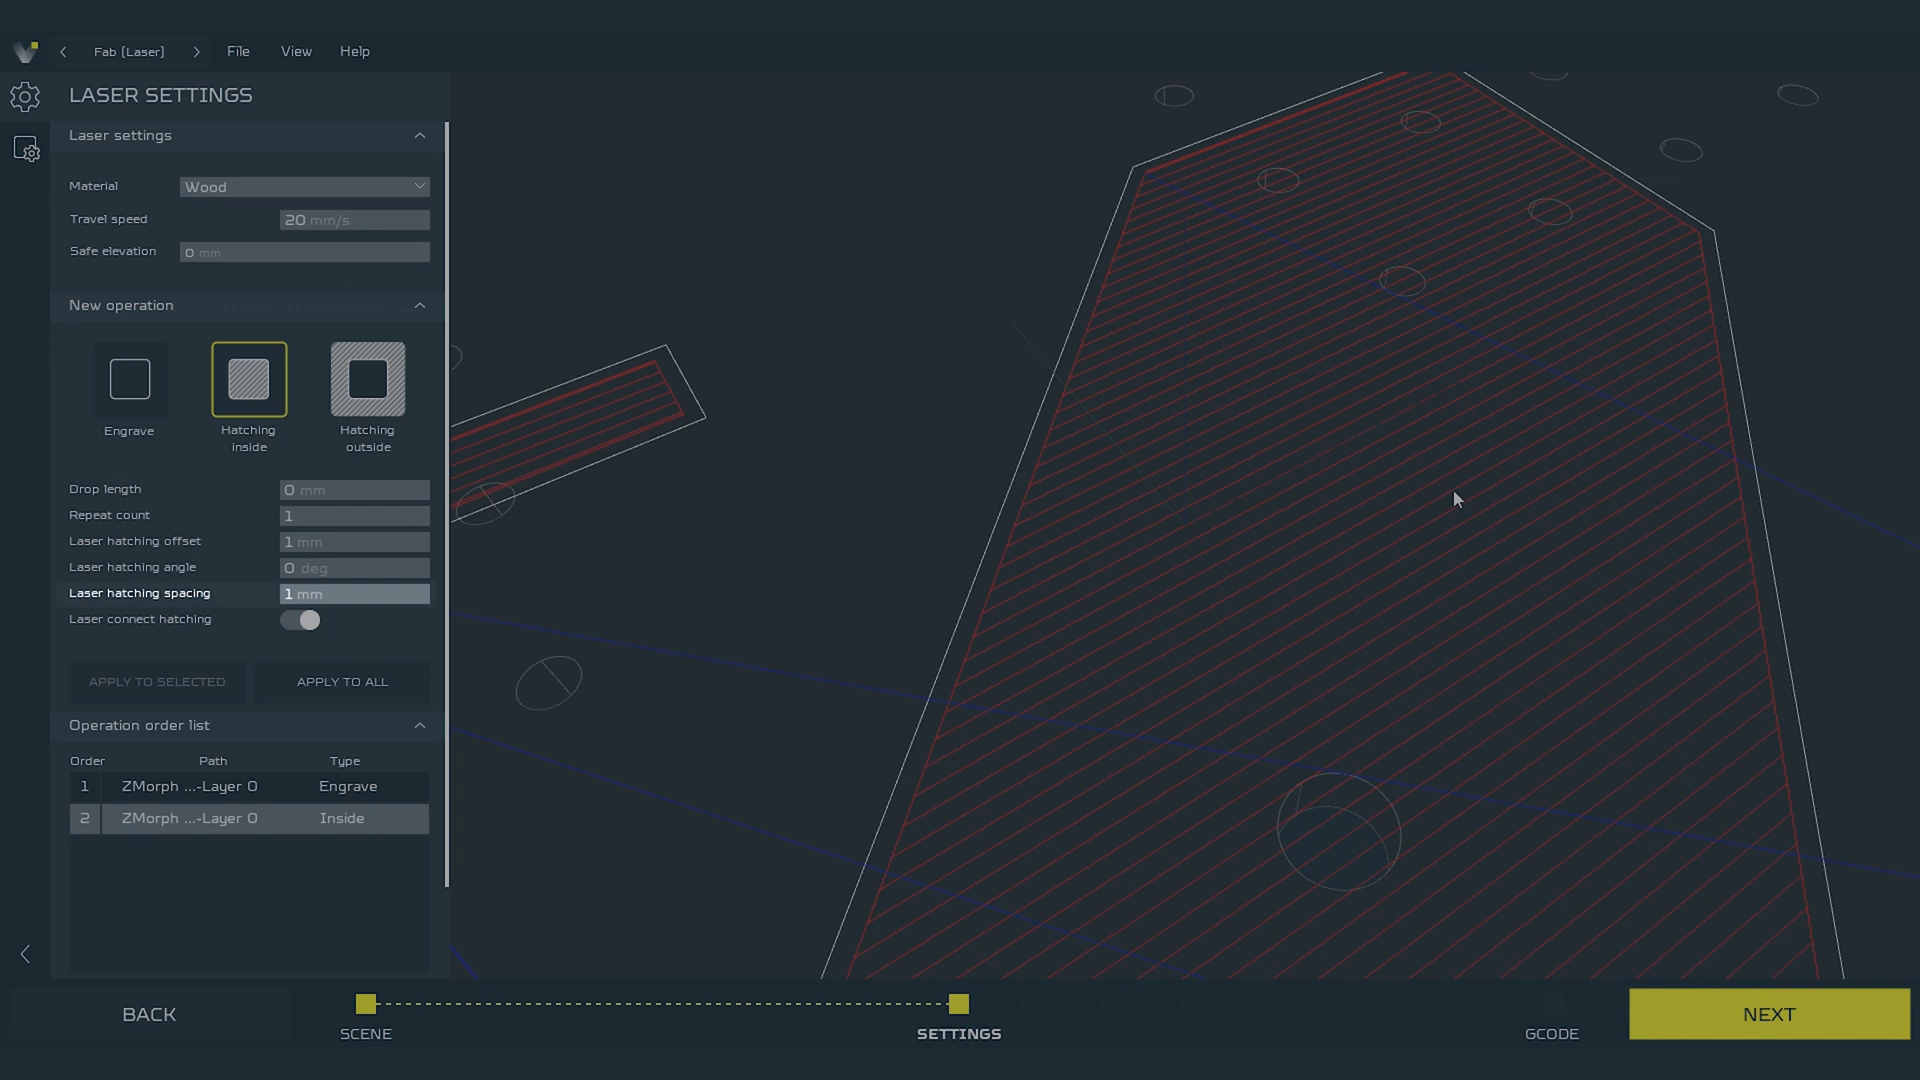 Fab (Laser) File View Help
LASER SETTINGS
Laser settings
Material Wood
Travel speed 20 mm/s
Safe elevation 0 mm
New operation
Engrave
Hatching inside
Hatching outside
Drop length 0 mm
Repeat count 1
Laser hatching offset 1 mm
Laser hatching angle 0 deg
Laser hatching spacing 1 mm
Laser connect hatching
APPLY TO SELECTED APPLY TO ALL
Operation order list
Order Path Type
1 ZMorph ...-Layer 0 Engrave
2 ZMorph ...-Layer 0 Inside
BACK
SCENE
SETTINGS
GCODE
NEXT